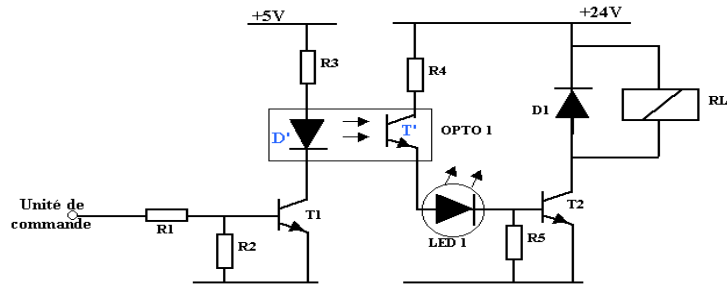 +5V
+24V
R3
R4
D1
RL
D'
T'
OPTO 1
Unité de
commande
R1
R2
T1
LED 1
R5
T2